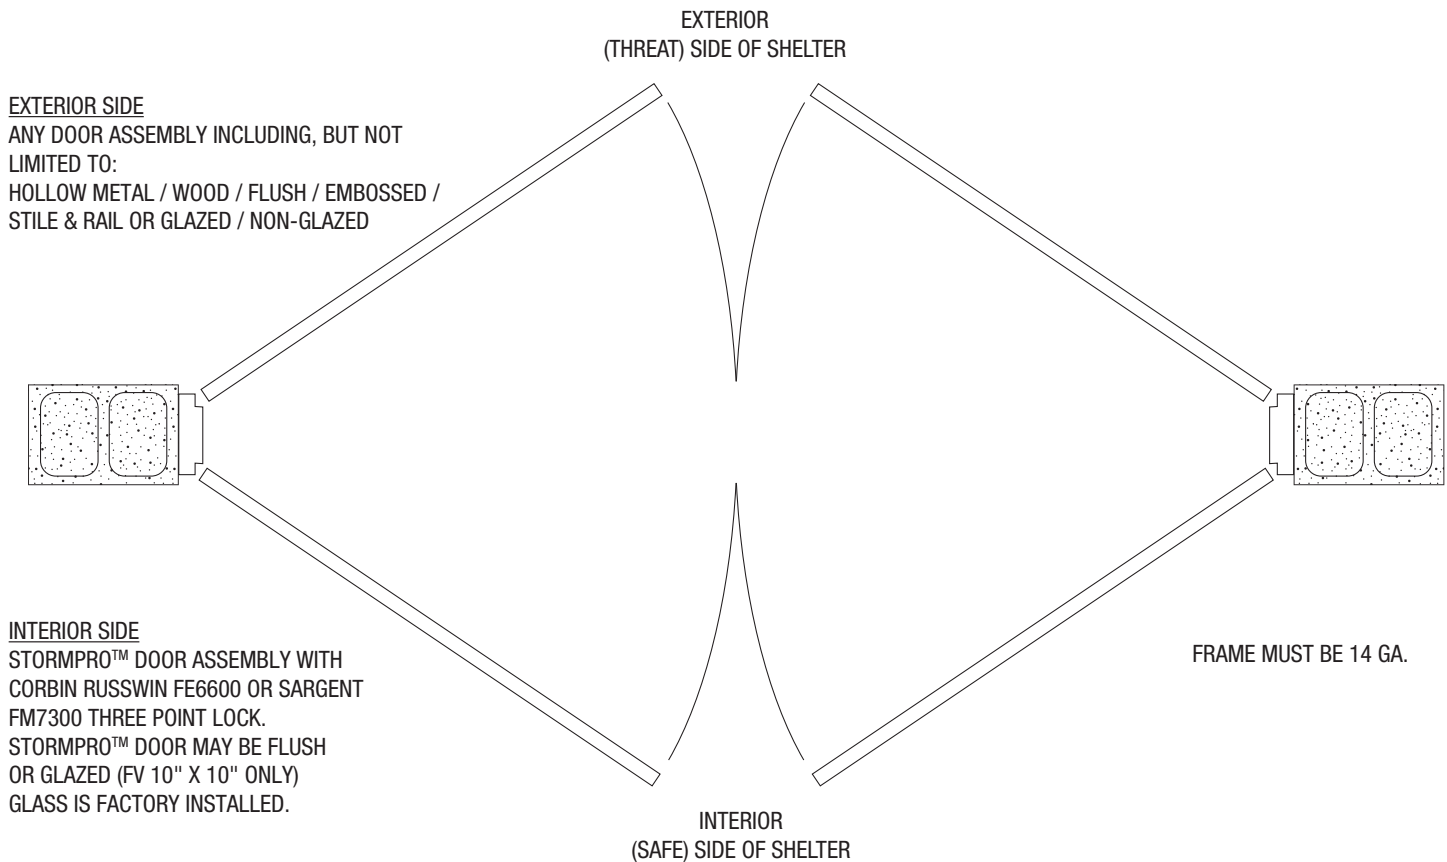 EXTERIOR
(THREAT) SIDE OF SHELTER
EXTERIOR SIDE
ANY DOOR ASSEMBLY INCLUDING, BUT NOT
LIMITED TO:
HOLLOW METAL / WOOD / FLUSH / EMBOSSED /
STILE & RAIL OR GLAZED / NON-GLAZED
INTERIOR SIDE
STORMPRO™ DOOR ASSEMBLY WITH
CORBIN RUSSWIN FE6600 OR SARGENT
FM7300 THREE POINT LOCK.
STORMPRO™ DOOR MAY BE FLUSH
OR GLAZED (FV 10" X 10" ONLY)
GLASS IS FACTORY INSTALLED.
FRAME MUST BE 14 GA.
INTERIOR
(SAFE) SIDE OF SHELTER